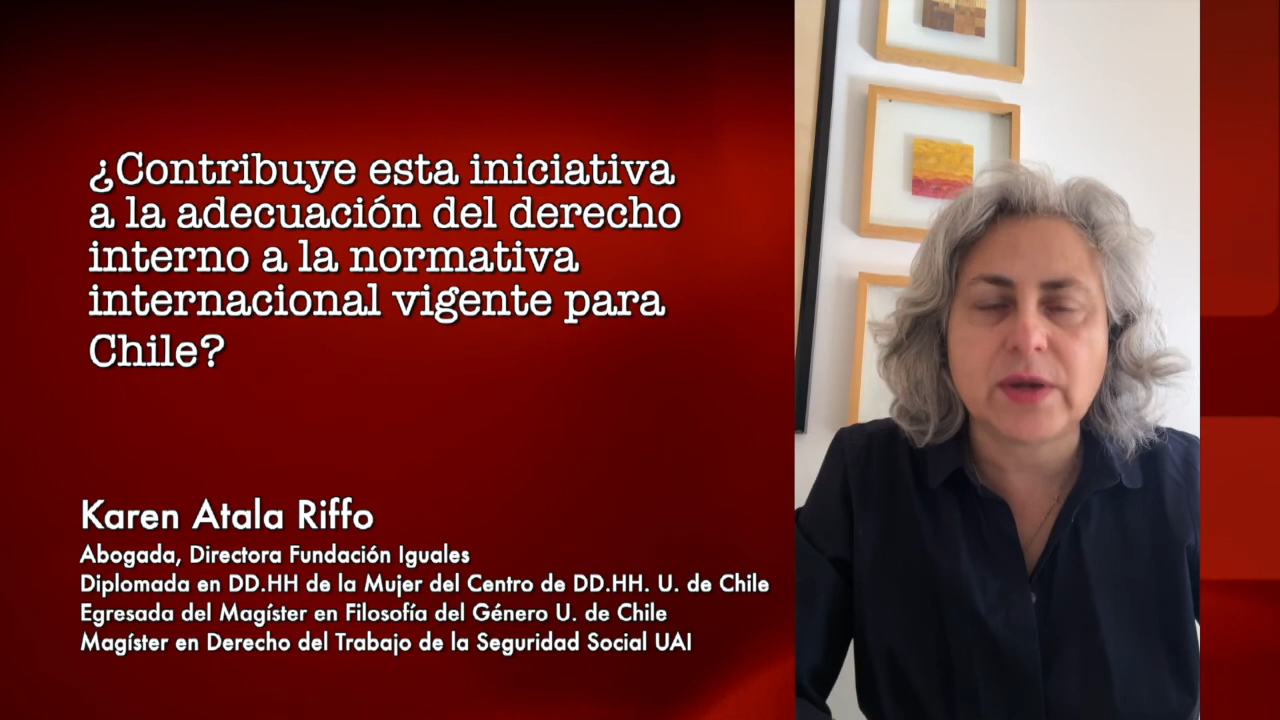 ¿Contribuye esta iniciativa
a la adecuación del derecho
interno a la normativa
internacional vigente para
Chile?
Karen Atala Riffo
Abogada, Directora Fundación Iguales
Diplomada en DD.HH de la Mujer del Centro de DD.HH. U. de Chile
Egresada del Magíster en Filosofía del Género U. de Chile
Magíster en Derecho del Trabajo de la Seguridad Social UAI